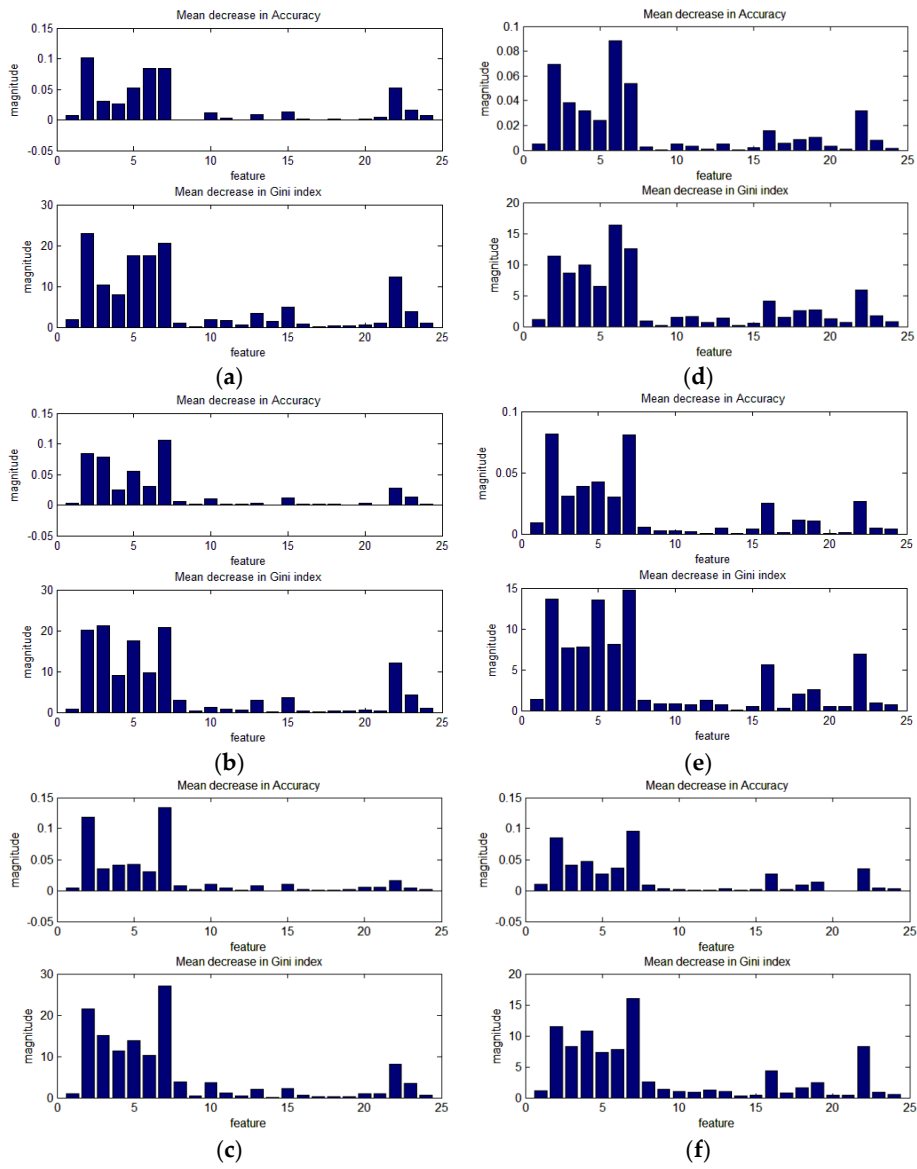 Mean decrease in Accuracy
0.15
0.1
0.05
0
-0.05
magnitude
0 5 10 15 20 25
feature
Mean decrease in Gini index
30
20
10
0
magnitude
0 5 10 15 20 25
feature
(a)
Mean decrease in Accuracy
0.1
0.08
0.06
0.04
0.02
0
magnitude
0 5 10 15 20 25
feature
Mean decrease in Gini index
20
15
10
5
0
magnitude
0 5 10 15 20 25
feature
(d)
Mean decrease in Accuracy
0.15
0.1
0.05
0
-0.05
magnitude
0 5 10 15 20 25
feature
Mean decrease in Gini index
30
20
10
0
magnitude
0 5 10 15 20 25
feature
(b)
Mean decrease in Accuracy
0.1
0.05
0
magnitude
0 5 10 15 20 25
feature
Mean decrease in Gini index
15
10
5
0
magnitude
0 5 10 15 20 25
feature
(e)
Mean decrease in Accuracy
0.15
0.1
0.05
0
-0.05
magnitude
0 5 10 15 20 25
feature
Mean decrease in Gini index
30
20
10
0
magnitude
0 5 10 15 20 25
feature
(c)
Mean decrease in Accuracy
0.15
0.1
0.05
0
-0.05
magnitude
0 5 10 15 20 25
feature
Mean decrease in Gini index
20
15
10
5
0
magnitude
0 5 10 15 20 25
feature
(f)